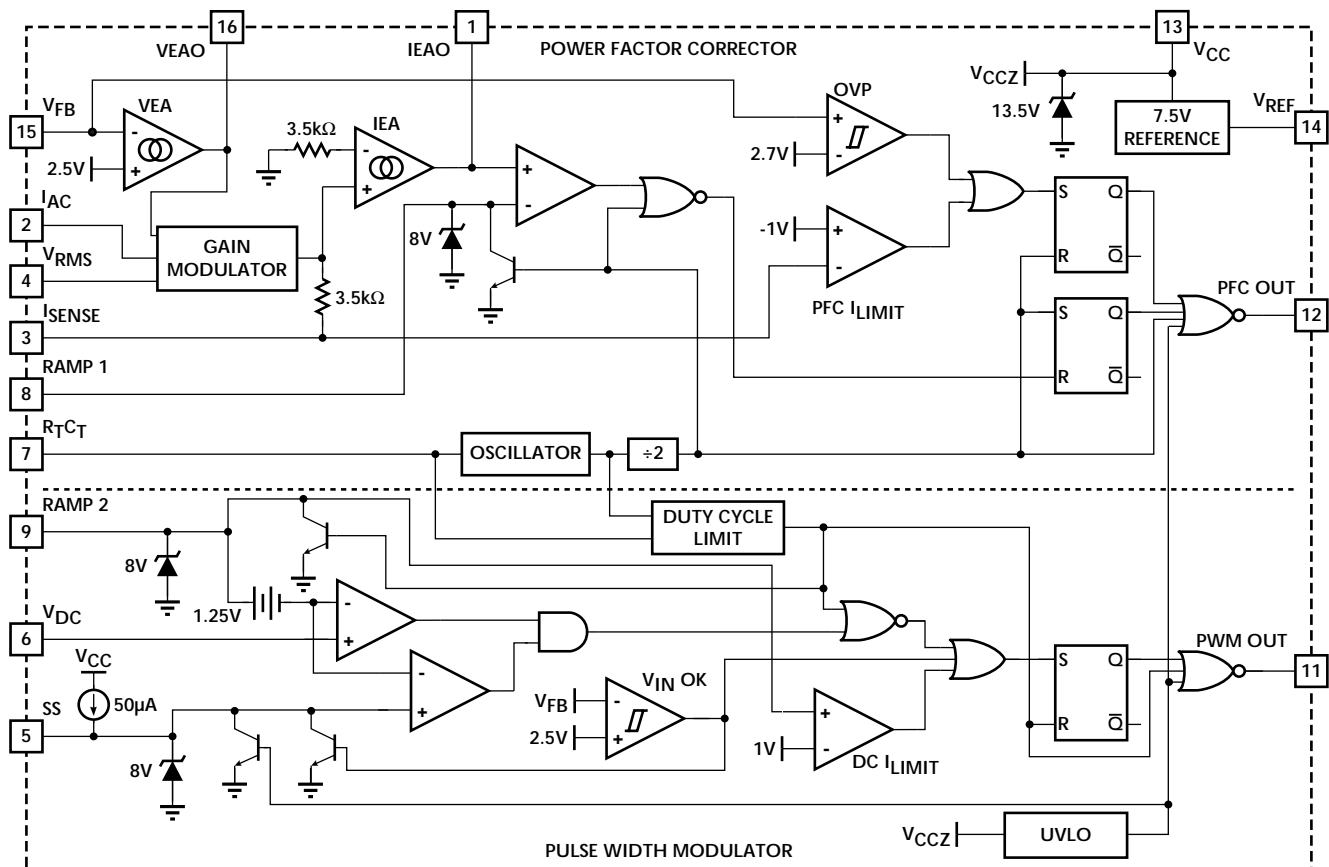 16
VEAO
1
IEAO
POWER FACTOR CORRECTOR
13
VCC
VCCZ
13.5V
7.5V
REFERENCE
VREF
14
VFB
15
VEA
-
+
2.5V
3.5kΩ
IEA
-
+
+
-
8V
OVP
+
-
2.7V
-1V
+
-
PFC ILIMIT
S
Q
R
Q̅
S
Q
R
Q̅
PFC OUT
12
IAC
2
GAIN
MODULATOR
VRMS
4
3.5kΩ
ISENSE
3
RAMP 1
8
RTCT
7
OSCILLATOR
÷2
RAMP 2
9
8V
1.25V
DUTY CYCLE
LIMIT
VDC
6
-
+
-
+
VCC
50µA
SS
5
8V
VIN OK
VFB
-
2.5V
+
+
1V
-
DC ILIMIT
S
Q
R
Q̅
PWM OUT
11
VCCZ
UVLO
PULSE WIDTH MODULATOR